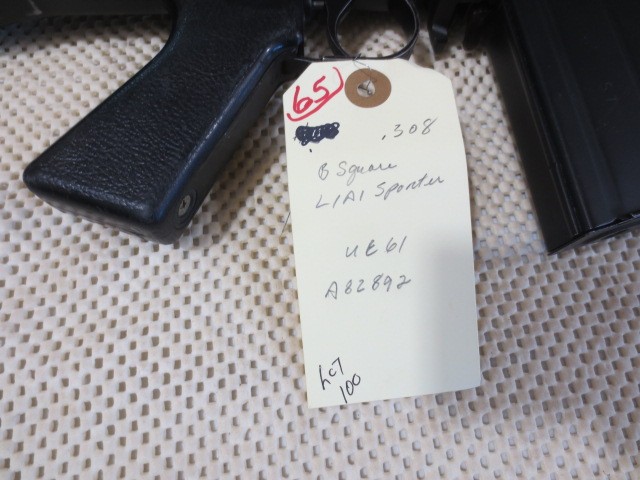 65
.308
B Square
L1A1 Sporter
UE61
A82892
LOT
100